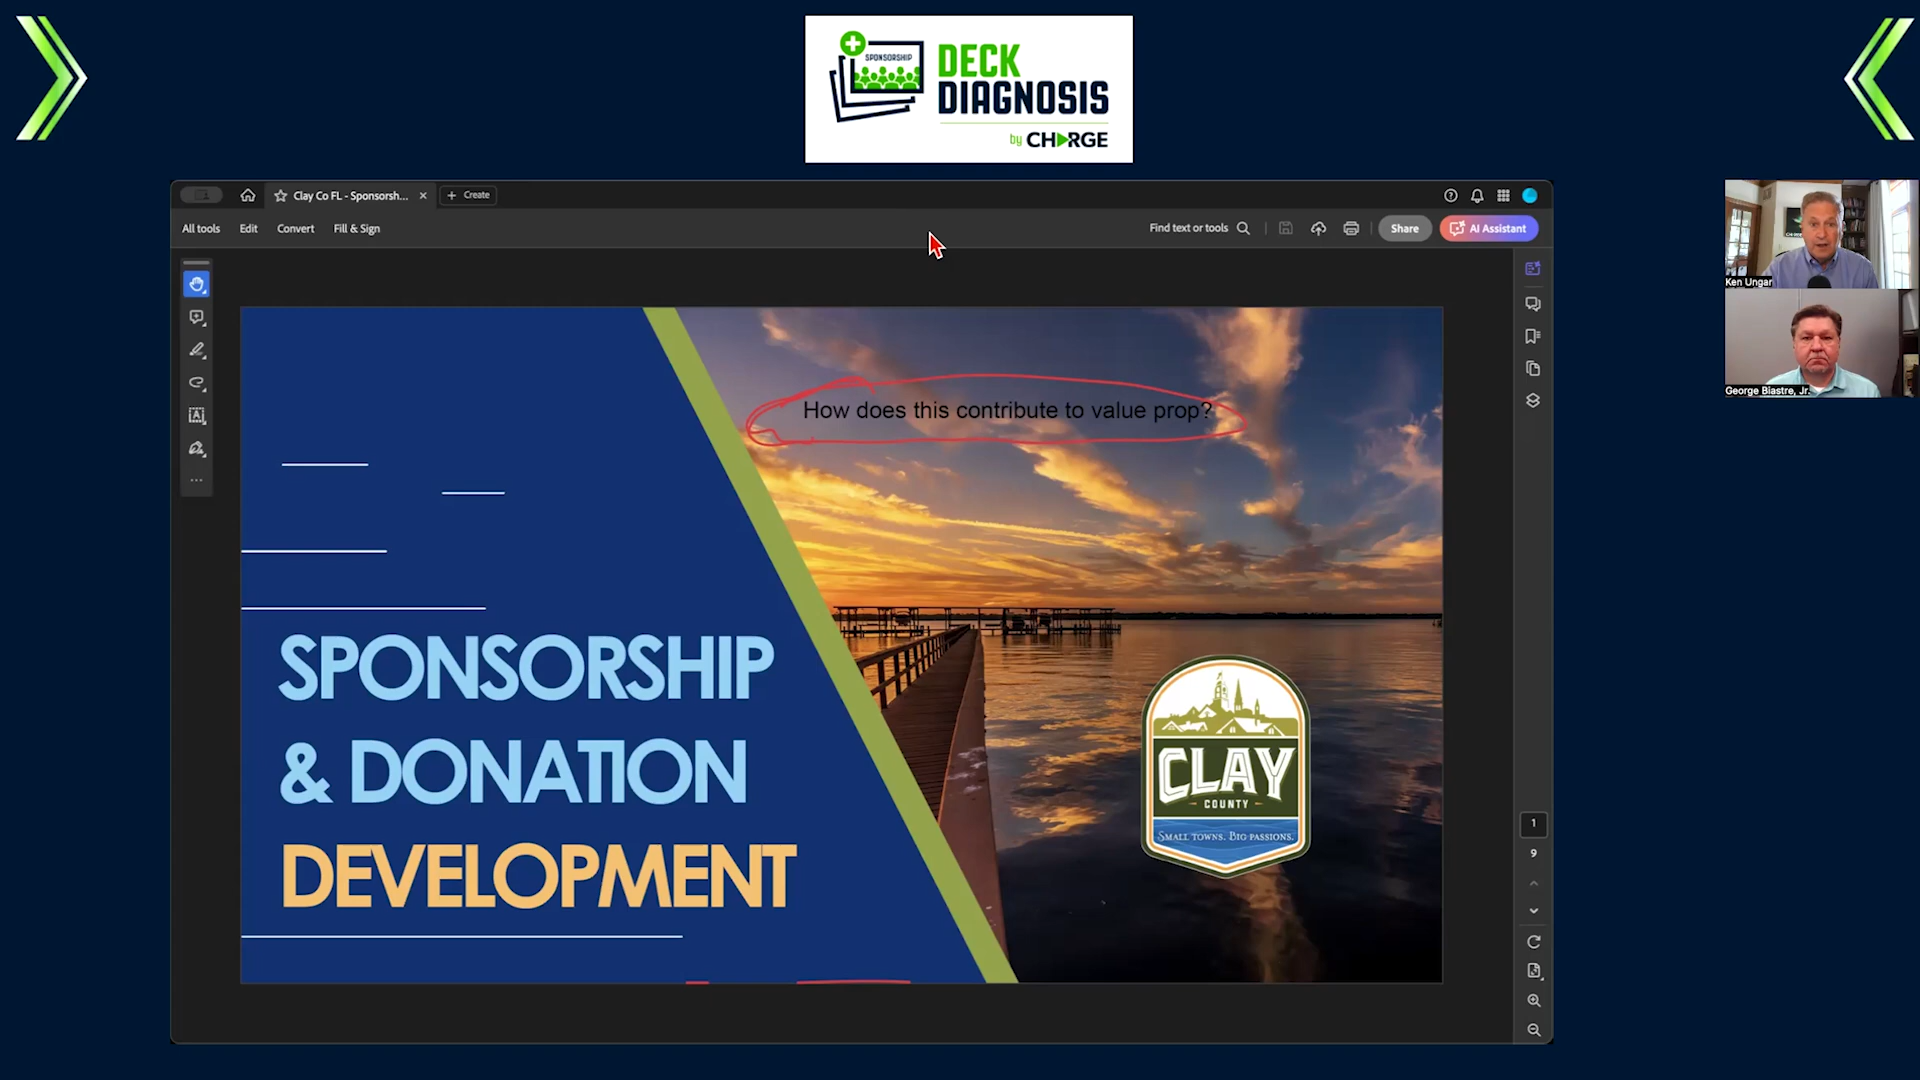 SPONSORSHIP
DECK
DIAGNOSIS
by CHARGE
Clay Co FL - Sponsorsh...
Create
All tools
Edit
Convert
Fill & Sign
Find text or tools
Share
AI Assistant
How does this contribute to value prop?
SPONSORSHIP
& DONATION
DEVELOPMENT
CLAY
COUNTY
SMALL TOWNS. BIG PASSIONS.
Ken Ungar
George Biastre, Jr.
1
9